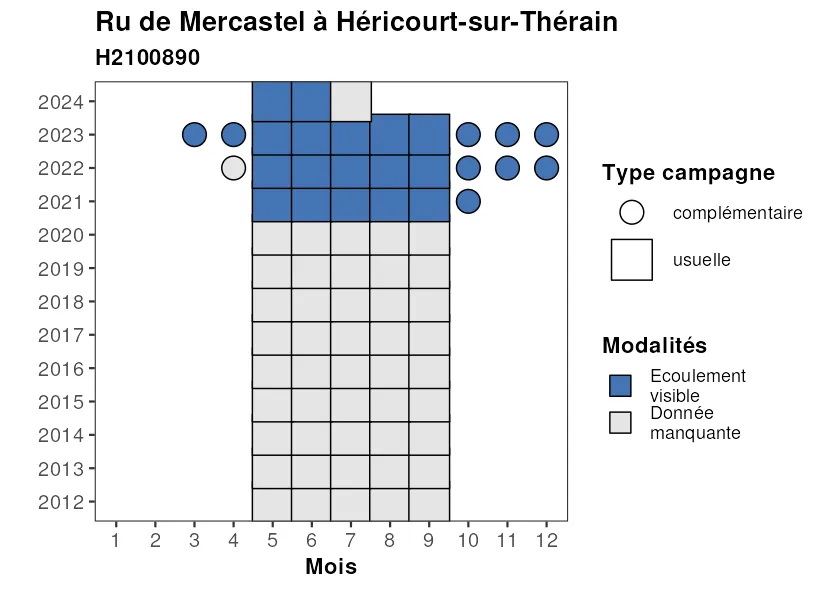 Ru de Mercastel à Héricourt-sur-Thérain
H2100890
2024
2023
2022
2021
2020
2019
2018
2017
2016
2015
2014
2013
2012
1 2 3 4 5 6 7 8 9 10 11 12
Mois
Type campagne
complémentaire
usuelle
Modalités
Ecoulement
visible
Donnée
manquante